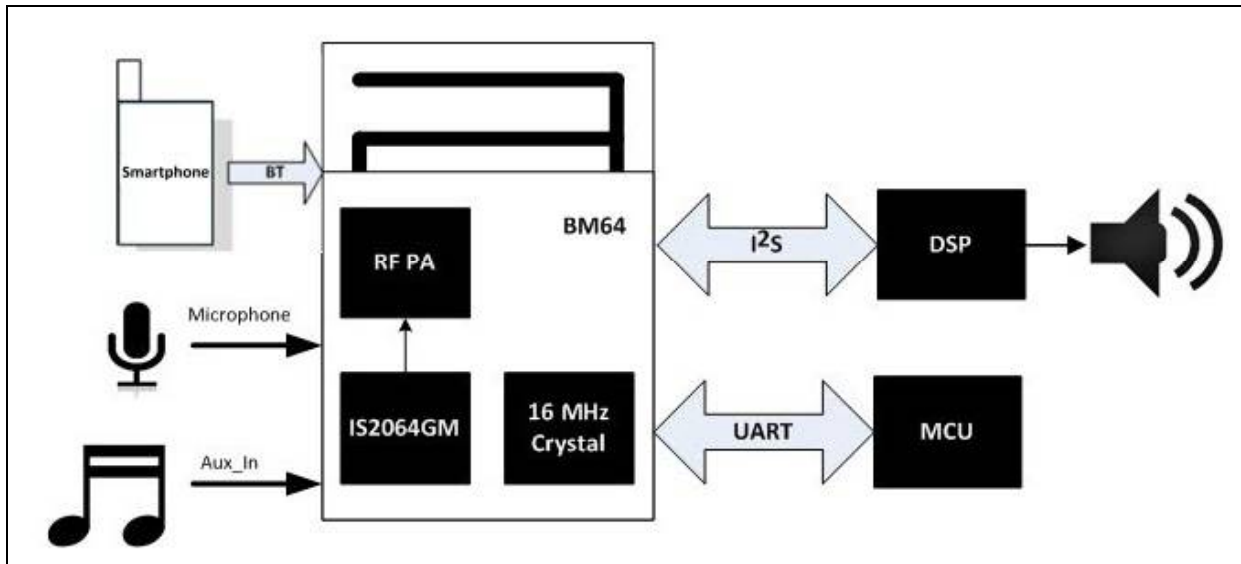 Smartphone
BT
BM64
RF PA
I²S
DSP
Microphone
IS2064GM
16 MHz
Crystal
UART
MCU
Aux_In